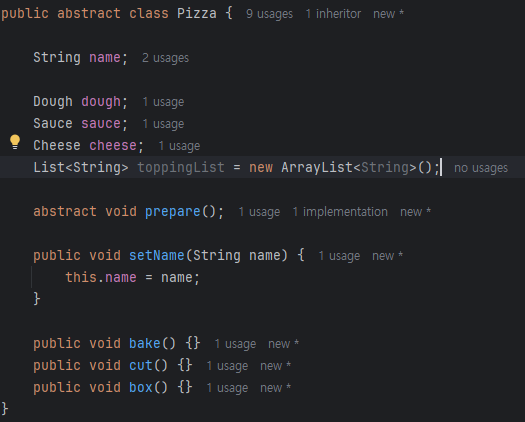 public abstract class Pizza {  9 usages  1 inheritor  new *
String name;  2 usages
Dough dough;  1 usage
Sauce sauce;  1 usage
Cheese cheese;  1 usage
List<String> toppingList = new ArrayList<String>();  no usages
abstract void prepare();  1 usage  1 implementation  new *
public void setName(String name) {  1 usage  new *
this.name = name;
}
public void bake() {}  1 usage  new *
public void cut() {}  1 usage  new *
public void box() {}  1 usage  new *
}